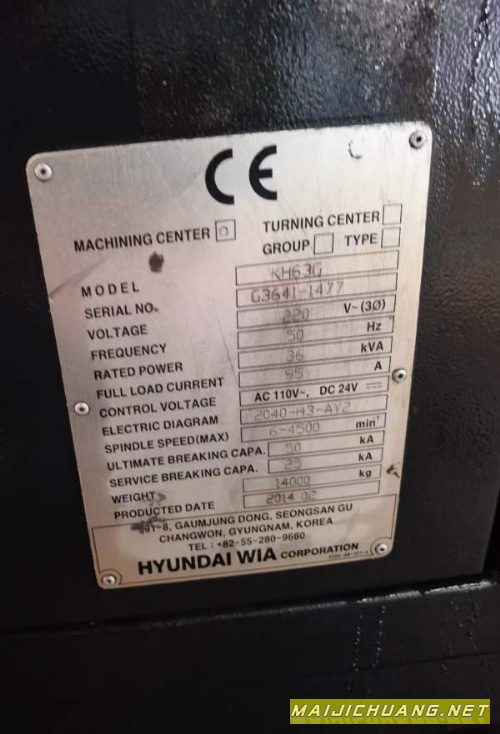 CE
MACHINING CENTER O TURNING CENTER
GROUP TYPE
MODEL KH63G
SERIAL NO. G3641-1477
VOLTAGE 220 V~(3Ø)
FREQUENCY 50 Hz
RATED POWER 36 kVA
FULL LOAD CURRENT 95 A
CONTROL VOLTAGE AC 110V~, DC 24V
ELECTRIC DIAGRAM 2040-H3-AY2
SPINDLE SPEED(MAX) 6-4500 min
ULTIMATE BREAKING CAPA. 50 kA
SERVICE BREAKING CAPA. 25 kA
WEIGHT 14000 kg
PRODUCTED DATE 2014.02
391-8, GAUMJUNG DONG, SEONGSAN GU
CHANGWON, GYUNGNAM, KOREA
TEL : +82-55-280-9660
HYUNDAI WIA CORPORATION
MAIJICHUANG.NET